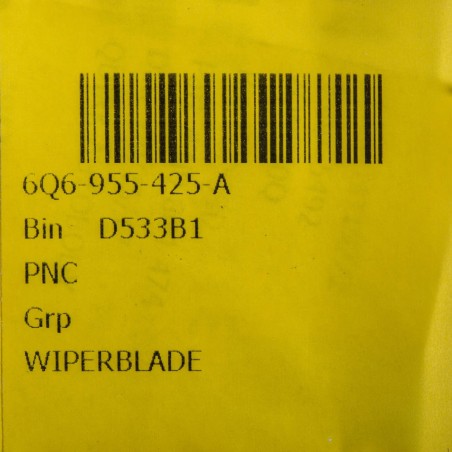 6Q6-955-425-A
Bin D533B1
PNC
Grp
WIPERBLADE